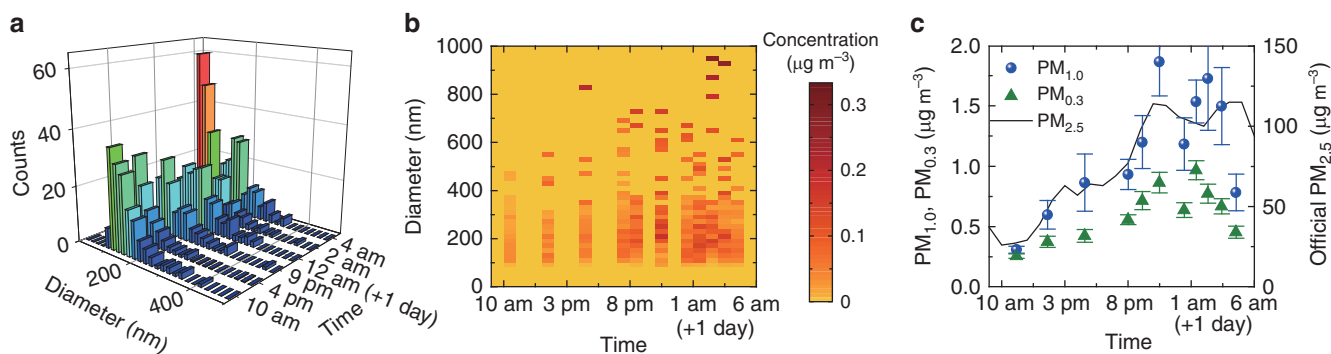 a
60
40
20
0
Counts
200
400
Diameter (nm)
10 am
4 pm
9 pm
12 am (+1 day)
2 am
4 am
Time
b
1000
800
600
400
200
0
Diameter (nm)
10 am
3 pm
8 pm
1 am
6 am
(+1 day)
Time
Concentration
(μg m⁻³)
0.3
0.2
0.1
0
c
2.0
1.5
1.0
0.5
0.0
PM1.0, PM0.3 (μg m⁻³)
PM1.0
PM0.3
PM2.5
150
100
50
0
Official PM2.5 (μg m⁻³)
10 am
3 pm
8 pm
1 am
6 am
(+1 day)
Time